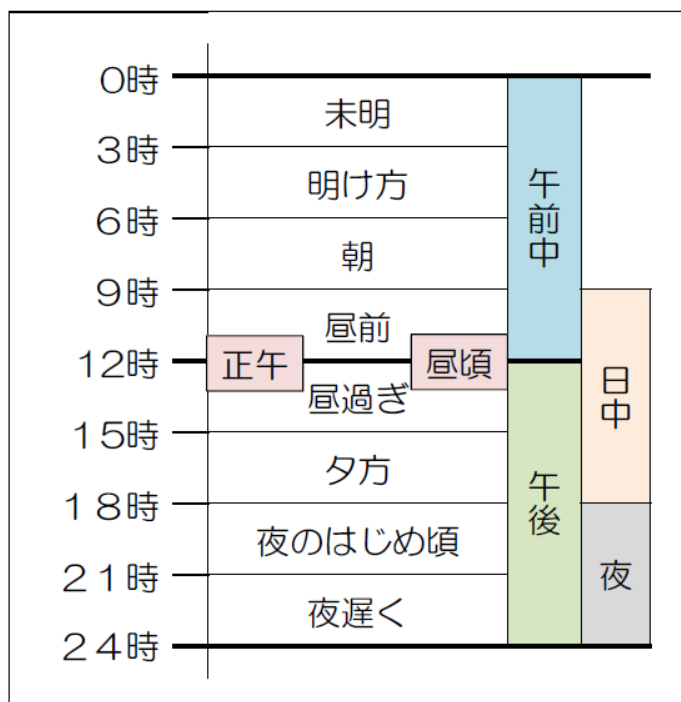 ０時
未明
３時
明け方
６時
朝
９時
昼前
１２時
正午
昼頃
昼過ぎ
１５時
夕方
１８時
夜のはじめ頃
２１時
夜遅く
２４時
午前中
午後
日中
夜